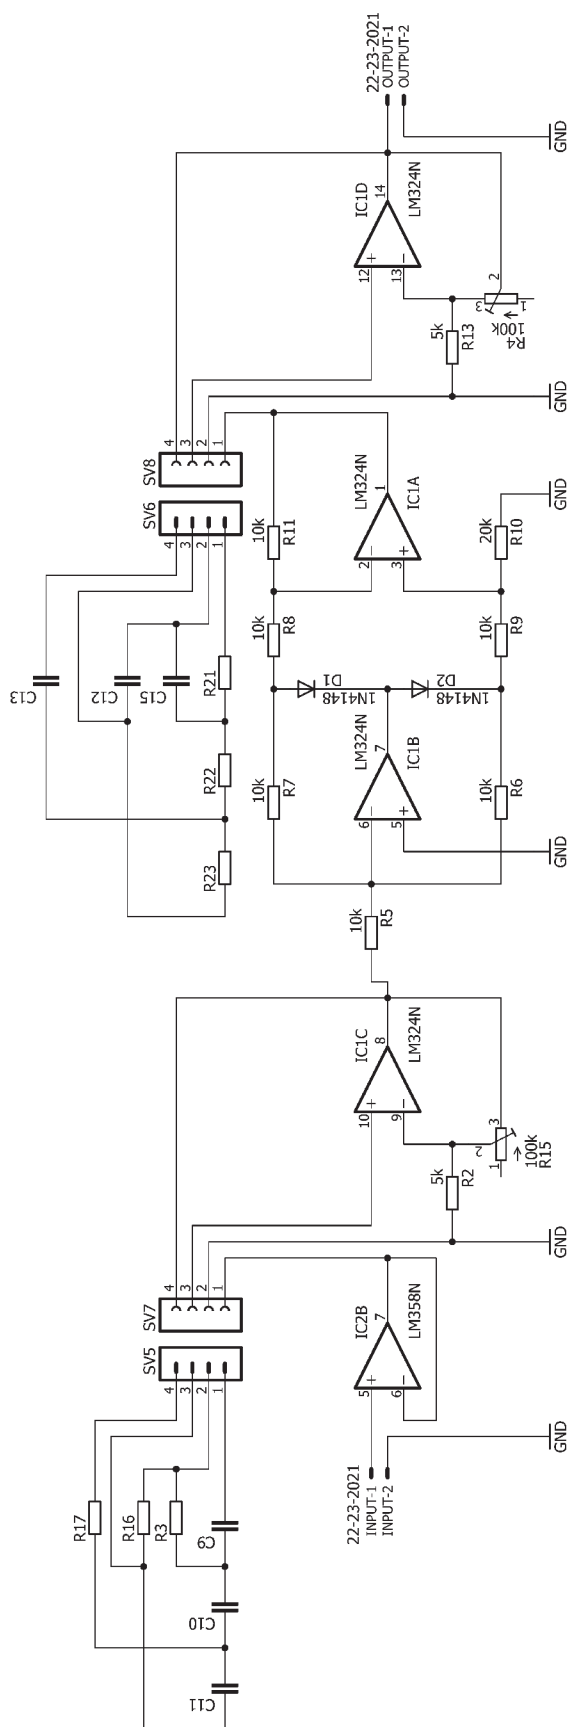 22-23-2021
OUTPUT-1
OUTPUT-2
GND
14
IC1D
LM324N
12
+
13
−
2
3
1
100k
R4
5k
R13
GND
4
3
2
1
SV8
SV6
4
3
2
1
1
LM324N
IC1A
2
−
3
+
10k
R11
20k
R10
GND
10k
R8
10k
R9
C13
C12
C15
R21
D1
1N4148
D2
1N4148
R22
7
LM324N
IC1B
6
−
5
+
10k
R7
10k
R6
GND
R23
10k
R5
8
IC1C
LM324N
10
+
9
−
2
3
1
100k
R15
5k
R2
GND
4
3
2
1
SV7
SV5
4
3
2
1
7
IC2B
LM358N
5
+
6
−
GND
22-23-2021
INPUT-1
INPUT-2
R17
R16
R3
C9
C10
C11